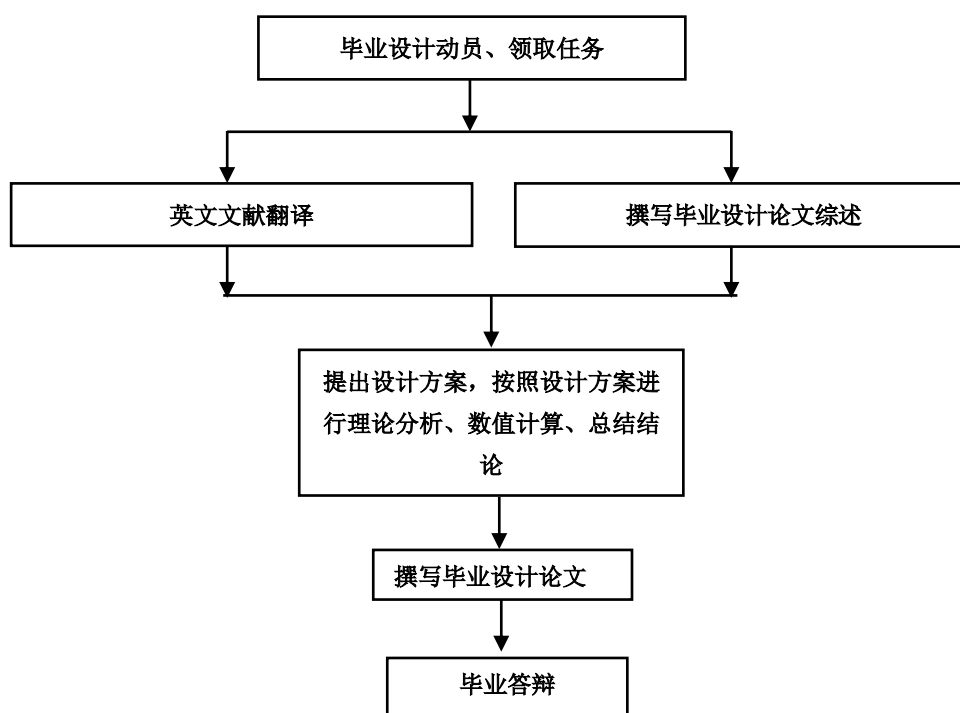 毕业设计动员、领取任务
英文文献翻译
撰写毕业设计论文综述
提出设计方案，按照设计方案进
行理论分析、数值计算、总结结
论
撰写毕业设计论文
毕业答辩